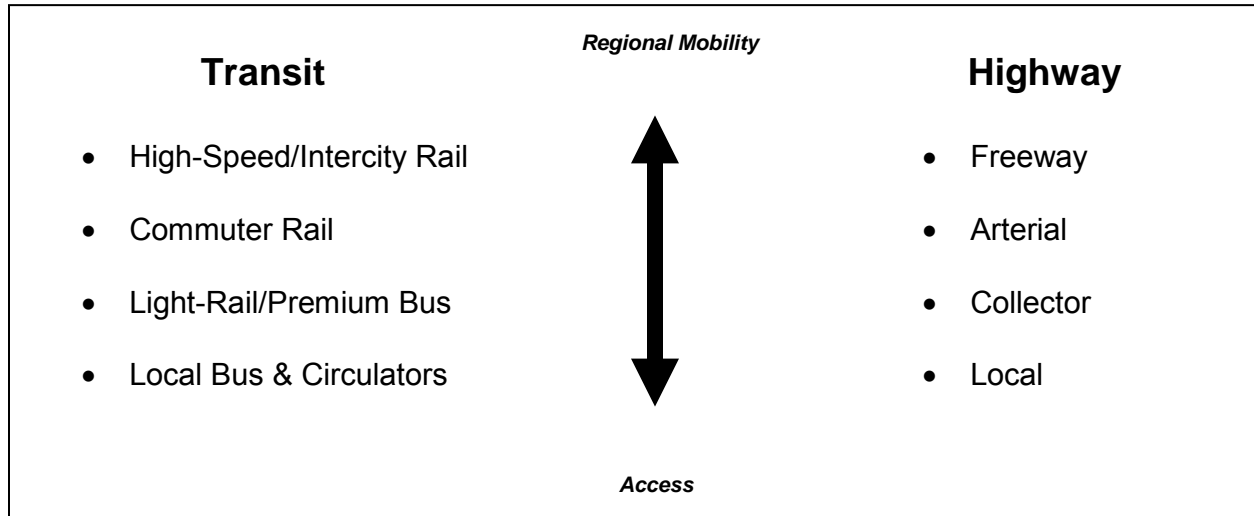 Regional Mobility
Transit
Highway
• High-Speed/Intercity Rail
• Freeway
• Commuter Rail
• Arterial
• Light-Rail/Premium Bus
• Collector
• Local Bus & Circulators
• Local
Access